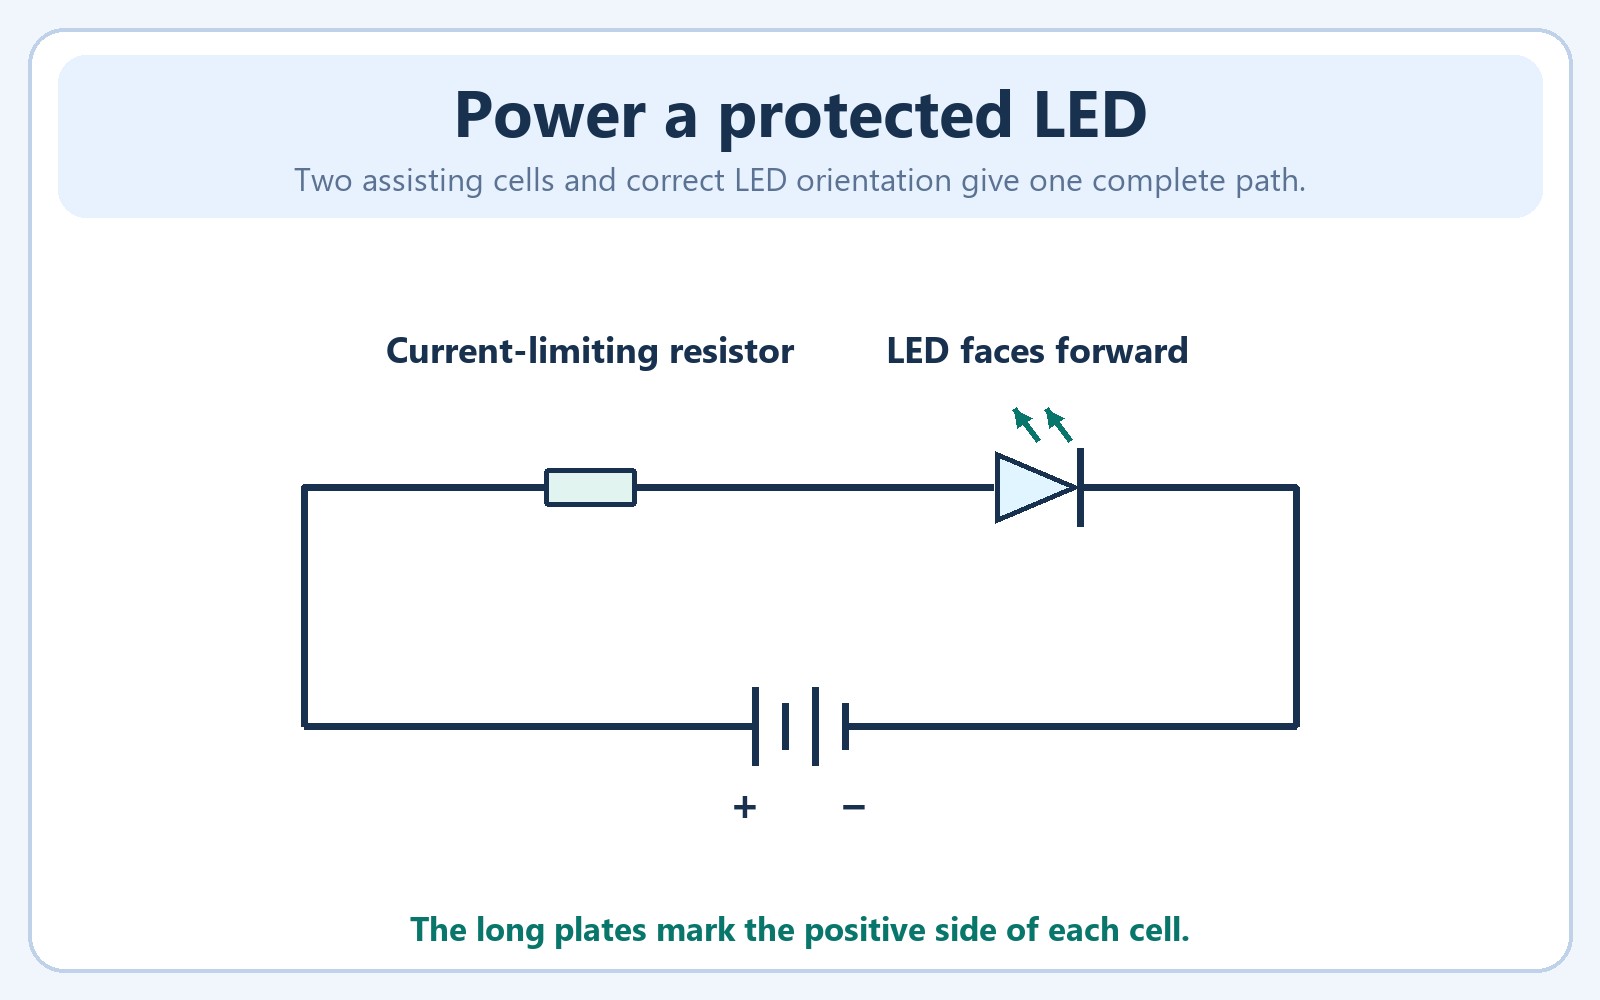 Power a protected LED
Two assisting cells and correct LED orientation give one complete path.
Current-limiting resistor
LED faces forward
+
−
The long plates mark the positive side of each cell.